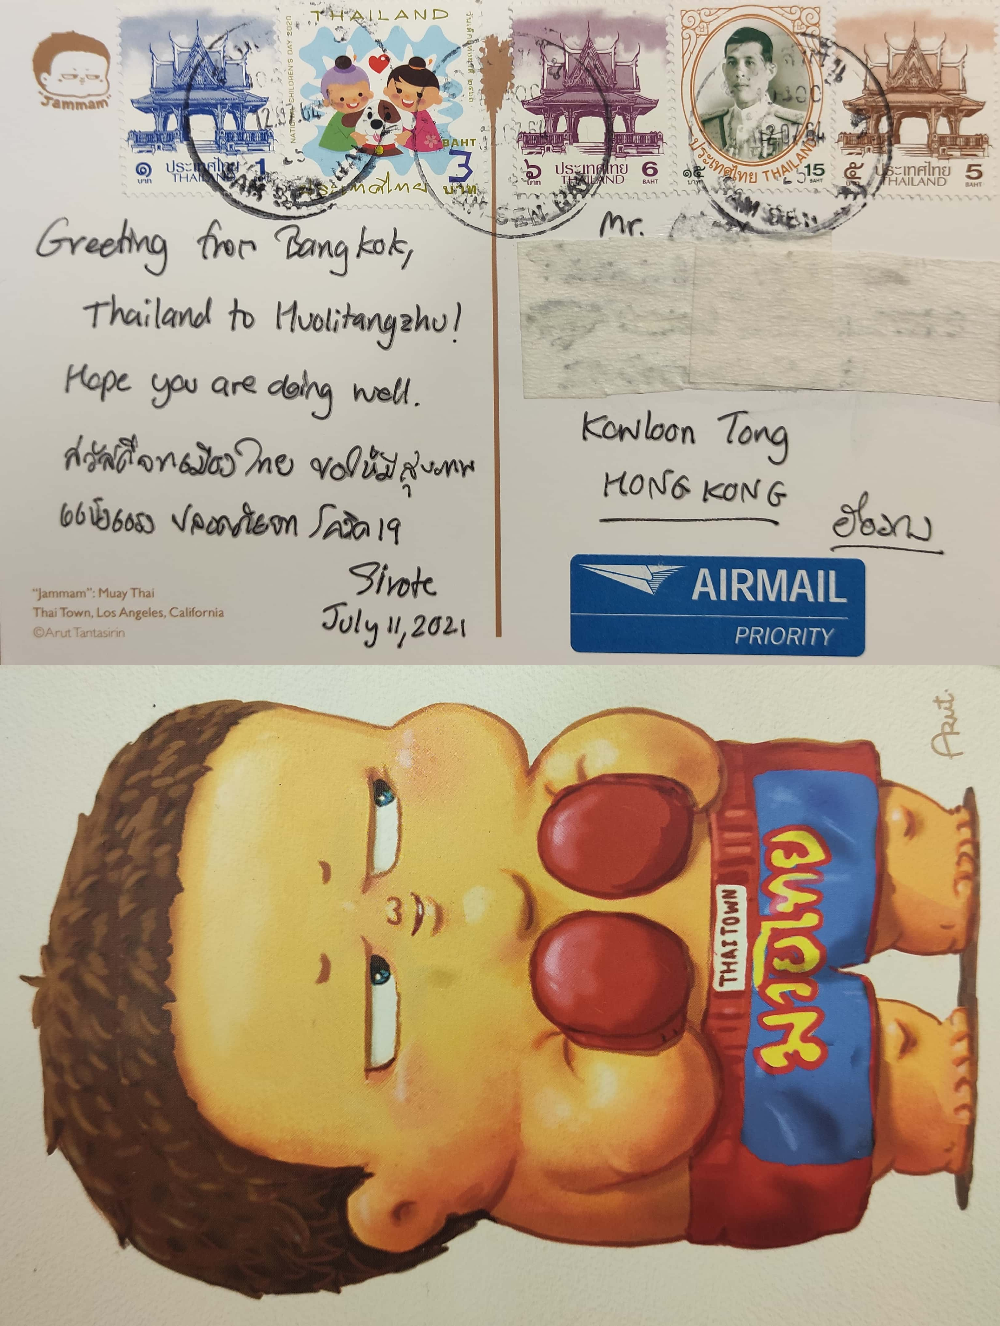 Jammam
๑ บาท ประเทศไทย 1
THAILAND
THAILAND
NATIONAL CHILDREN'S DAY 2020
BAHT
3
ประเทศไทย บาท
๖ บาท ประเทศไทย 6 BAHT
THAILAND
๑๕ บาท ประเทศไทย THAILAND 15 BAHT
๕ บาท ประเทศไทย 5 BAHT
THAILAND
Greeting from Bangkok,
Thailand to Huolitangzhu!
Hope you are doing well.
สวัสดีจากเมืองไทย ขอให้มีสุขภาพ
แข็งแรง ปลอดภัยจาก โควิด 19
Sirote
July 11, 2021
"Jammam": Muay Thai
Thai Town, Los Angeles, California
©Arut Tantasirin
Mr.
Kowloon Tong
HONG KONG
ฮ่องกง
AIRMAIL
PRIORITY
Arut.
THAITOWN
มวยไทย